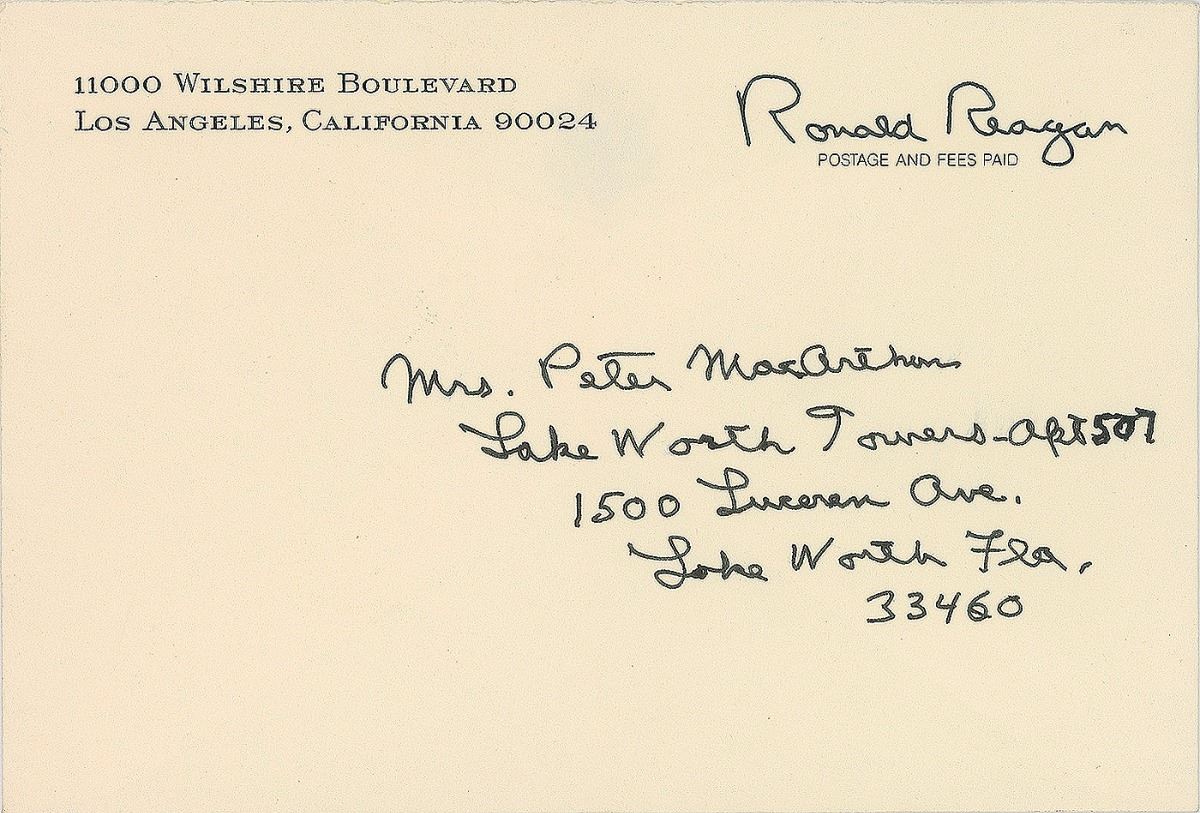 11000 Wilshire Boulevard
Los Angeles, California 90024
Ronald Reagan
POSTAGE AND FEES PAID
Mrs. Peter MacArthur
Lake Worth Towers-Apt 507
1500 Luceren Ave.
Lake Worth Fla.
33460